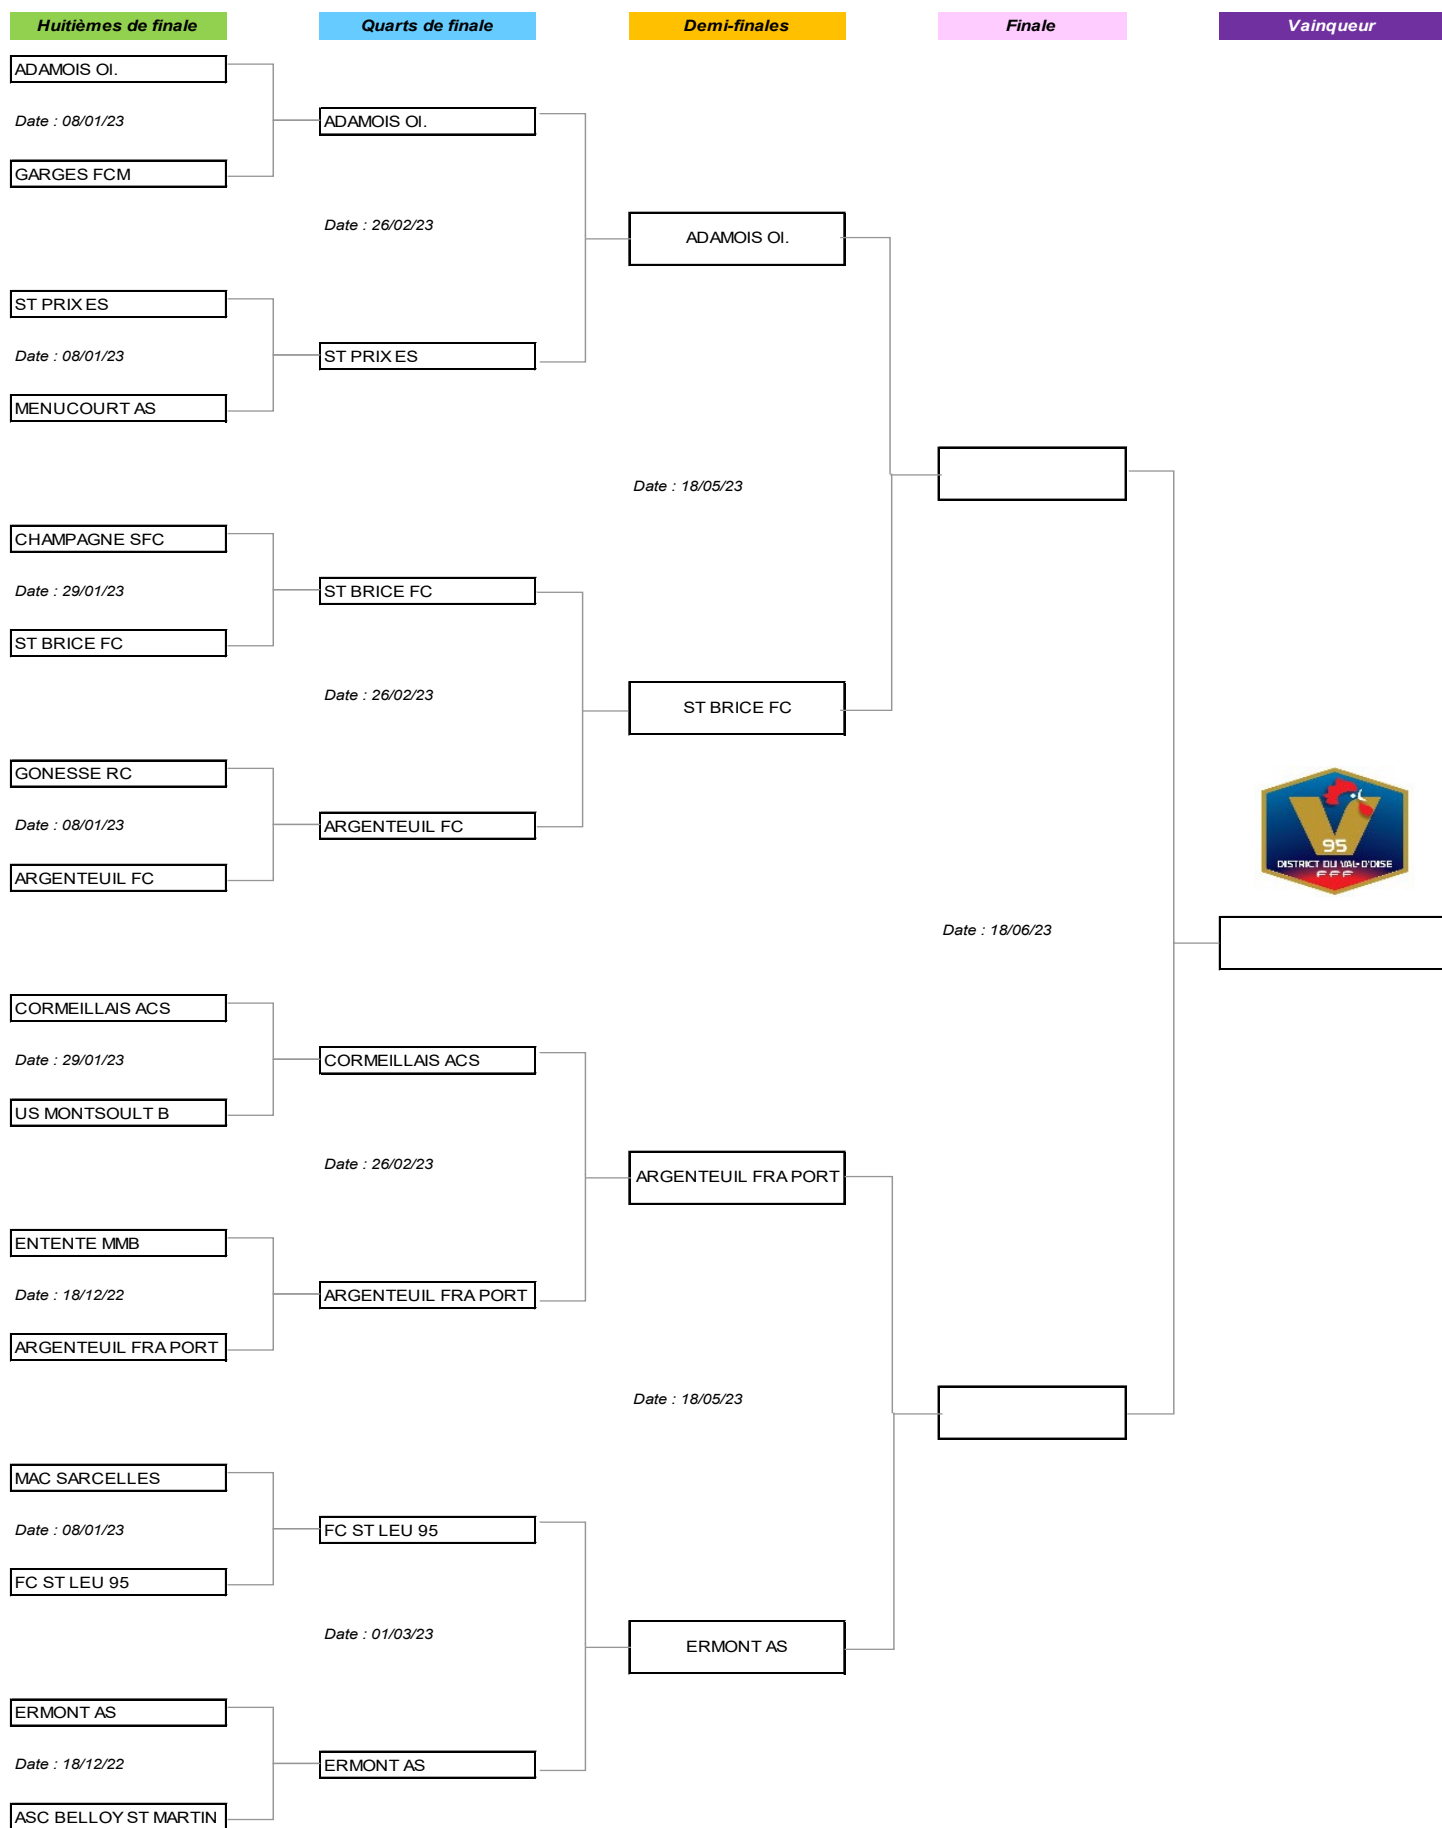 Huitièmes de finale
Quarts de finale
Demi-finales
Finale
Vainqueur
ADAMOIS OI.
Date : 08/01/23
ADAMOIS OI.
GARGES FCM
Date : 26/02/23
ADAMOIS OI.
ST PRIX ES
Date : 08/01/23
ST PRIX ES
MENUCOURT AS
Date : 18/05/23
CHAMPAGNE SFC
Date : 29/01/23
ST BRICE FC
ST BRICE FC
Date : 26/02/23
ST BRICE FC
GONESSE RC
Date : 08/01/23
ARGENTEUIL FC
ARGENTEUIL FC
95
DISTRICT DU VAL-D'OISE
FFF
Date : 18/06/23
CORMEILLAIS ACS
Date : 29/01/23
CORMEILLAIS ACS
US MONTSOULT B
Date : 26/02/23
ARGENTEUIL FRA PORT
ENTENTE MMB
Date : 18/12/22
ARGENTEUIL FRA PORT
ARGENTEUIL FRA PORT
Date : 18/05/23
MAC SARCELLES
Date : 08/01/23
FC ST LEU 95
FC ST LEU 95
Date : 01/03/23
ERMONT AS
ERMONT AS
Date : 18/12/22
ERMONT AS
ASC BELLOY ST MARTIN